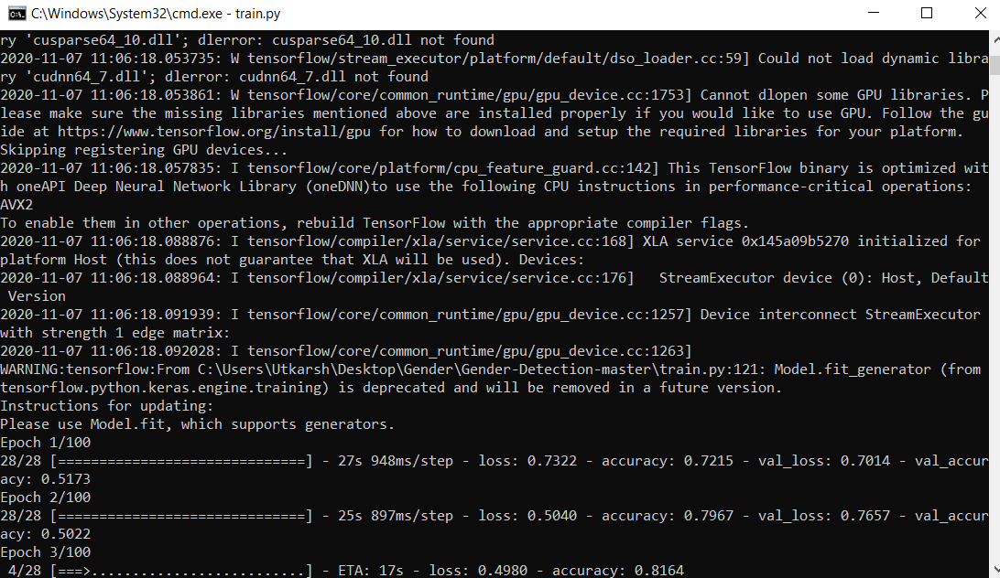 C:\Windows\System32\cmd.exe - train.py
ry 'cusparse64_10.dll'; dlerror: cusparse64_10.dll not found
2020-11-07 11:06:18.053735: W tensorflow/stream_executor/platform/default/dso_loader.cc:59] Could not load dynamic libra
ry 'cudnn64_7.dll'; dlerror: cudnn64_7.dll not found
2020-11-07 11:06:18.053861: W tensorflow/core/common_runtime/gpu/gpu_device.cc:1753] Cannot dlopen some GPU libraries. P
lease make sure the missing libraries mentioned above are installed properly if you would like to use GPU. Follow the gu
ide at https://www.tensorflow.org/install/gpu for how to download and setup the required libraries for your platform.
Skipping registering GPU devices...
2020-11-07 11:06:18.057835: I tensorflow/core/platform/cpu_feature_guard.cc:142] This TensorFlow binary is optimized wit
h oneAPI Deep Neural Network Library (oneDNN)to use the following CPU instructions in performance-critical operations:
AVX2
To enable them in other operations, rebuild TensorFlow with the appropriate compiler flags.
2020-11-07 11:06:18.088876: I tensorflow/compiler/xla/service/service.cc:168] XLA service 0x145a09b5270 initialized for
platform Host (this does not guarantee that XLA will be used). Devices:
2020-11-07 11:06:18.088964: I tensorflow/compiler/xla/service/service.cc:176]   StreamExecutor device (0): Host, Default
 Version
2020-11-07 11:06:18.091939: I tensorflow/core/common_runtime/gpu/gpu_device.cc:1257] Device interconnect StreamExecutor
with strength 1 edge matrix:
2020-11-07 11:06:18.092028: I tensorflow/core/common_runtime/gpu/gpu_device.cc:1263]
WARNING:tensorflow:From C:\Users\Utkarsh\Desktop\Gender\Gender-Detection-master\train.py:121: Model.fit_generator (from
tensorflow.python.keras.engine.training) is deprecated and will be removed in a future version.
Instructions for updating:
Please use Model.fit, which supports generators.
Epoch 1/100
28/28 [==============================] - 27s 948ms/step - loss: 0.7322 - accuracy: 0.7215 - val_loss: 0.7014 - val_accur
acy: 0.5173
Epoch 2/100
28/28 [==============================] - 25s 897ms/step - loss: 0.5040 - accuracy: 0.7967 - val_loss: 0.7657 - val_accur
acy: 0.5022
Epoch 3/100
 4/28 [===>..........................] - ETA: 17s - loss: 0.4980 - accuracy: 0.8164